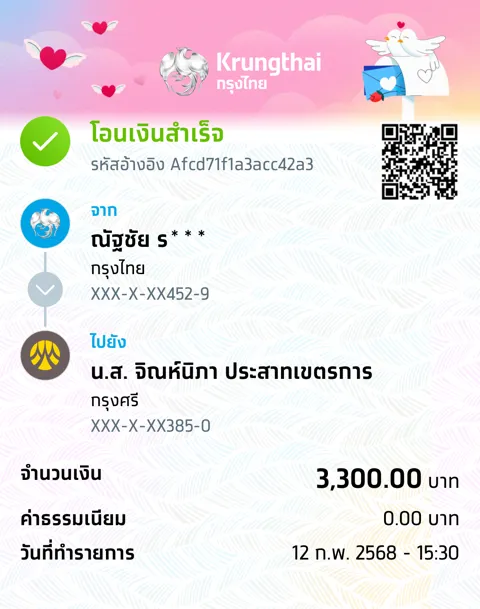 Krungthai
กรุงไทย
โอนเงินสำเร็จ
รหัสอ้างอิง Afcd71f1a3acc42a3
จาก
ณัฐชัย ร***
กรุงไทย
XXX-X-XX452-9
ไปยัง
น.ส. จิณห์นิภา ประสาทเขตรการ
กรุงศรี
XXX-X-XX385-0
จำนวนเงิน 3,300.00 บาท
ค่าธรรมเนียม 0.00 บาท
วันที่ทำรายการ 12 ก.พ. 2568 - 15:30